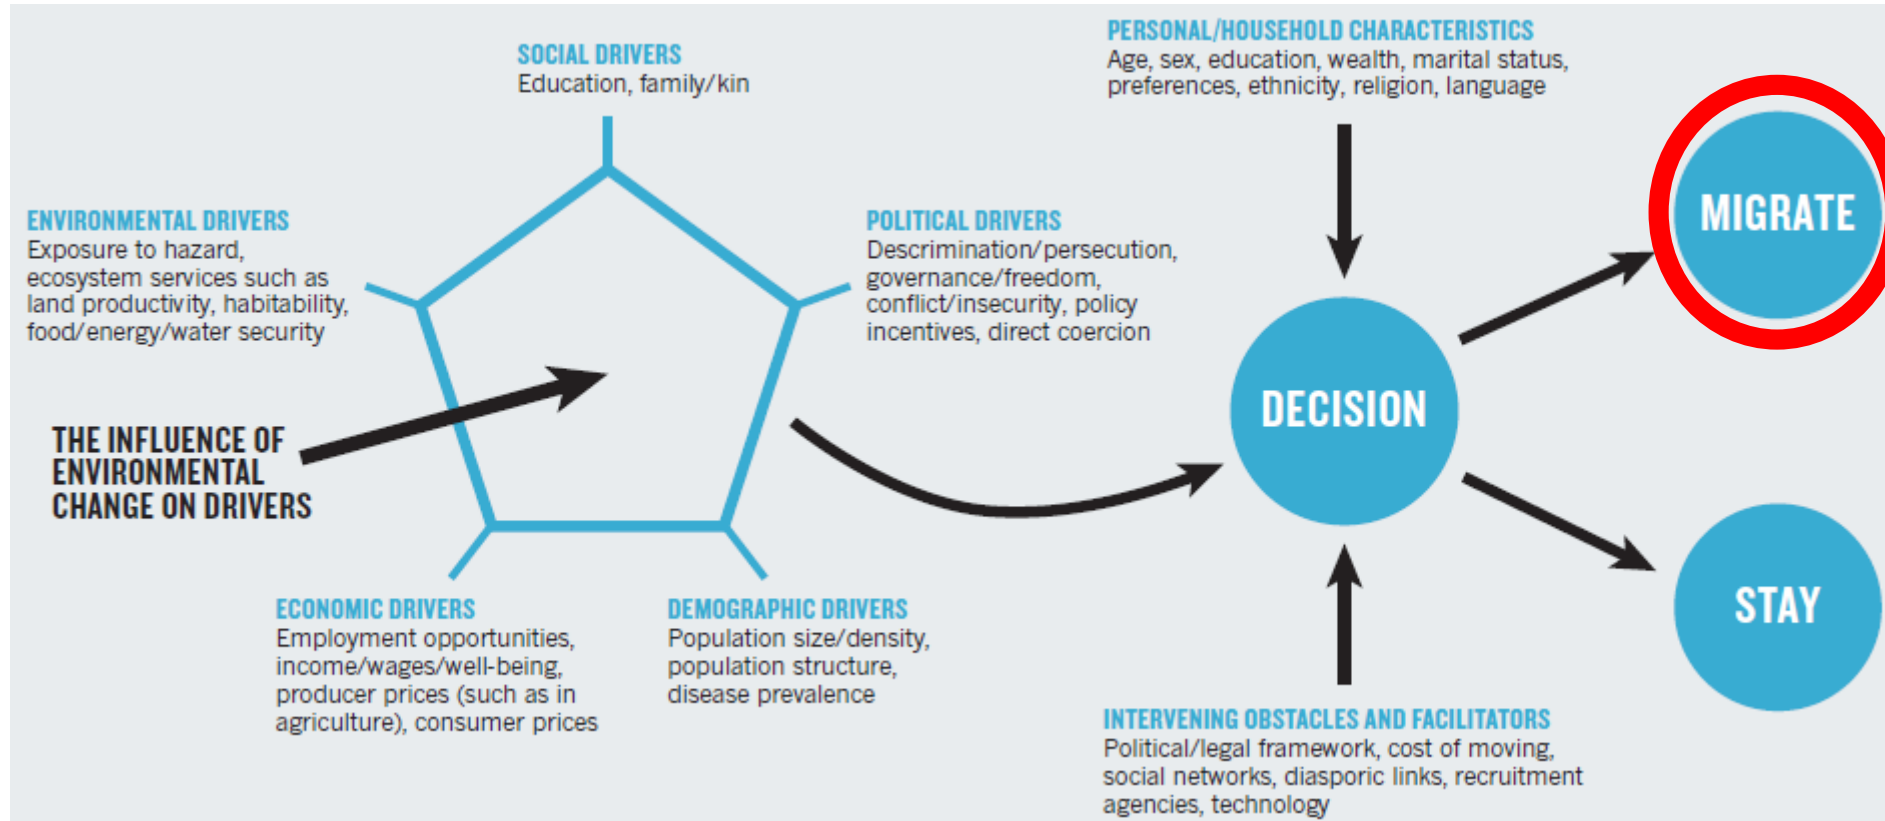 SOCIAL DRIVERS
Education, family/kin
ENVIRONMENTAL DRIVERS
Exposure to hazard,
ecosystem services such as
land productivity, habitability,
food/energy/water security
POLITICAL DRIVERS
Descrimination/persecution,
governance/freedom,
conflict/insecurity, policy
incentives, direct coercion
THE INFLUENCE OF
ENVIRONMENTAL
CHANGE ON DRIVERS
ECONOMIC DRIVERS
Employment opportunities,
income/wages/well-being,
producer prices (such as in
agriculture), consumer prices
DEMOGRAPHIC DRIVERS
Population size/density,
population structure,
disease prevalence
PERSONAL/HOUSEHOLD CHARACTERISTICS
Age, sex, education, wealth, marital status,
preferences, ethnicity, religion, language
DECISION
INTERVENING OBSTACLES AND FACILITATORS
Political/legal framework, cost of moving,
social networks, diasporic links, recruitment
agencies, technology
MIGRATE
STAY